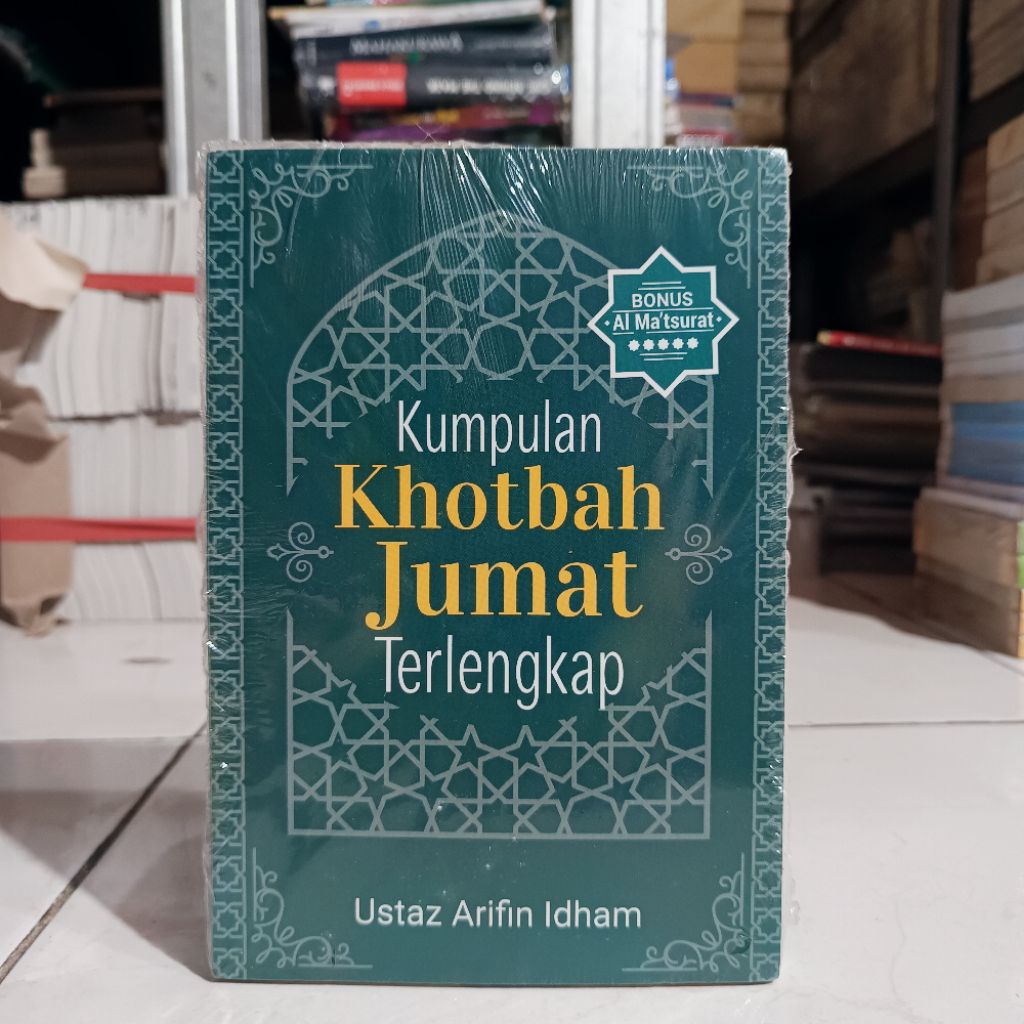 BONUS
Al Ma'tsurat
Kumpulan
Khotbah
Jumat
Terlengkap
Ustaz Arifin Idham